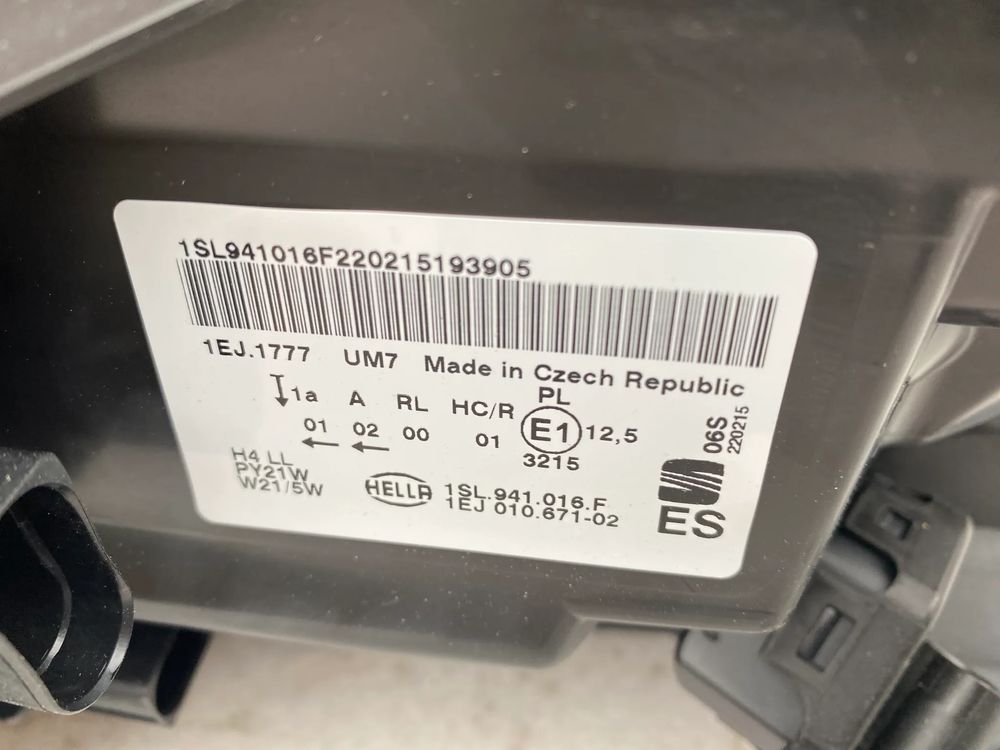 1SL941016F220215193905
1EJ.1777 UM7 Made in Czech Republic
1a A RL HC/R PL
01 02 00 01 E1 12,5
3215
H4 LL
PY21W
W21/5W
HELLA
1SL.941.016.F
1EJ 010.671-02
06S
220215
ES